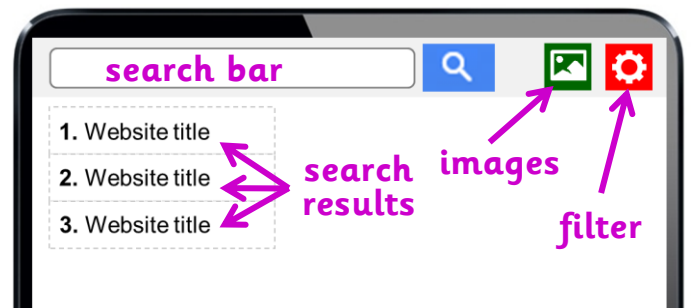 search bar
1. Website title
2. Website title
3. Website title
search
results
images
filter